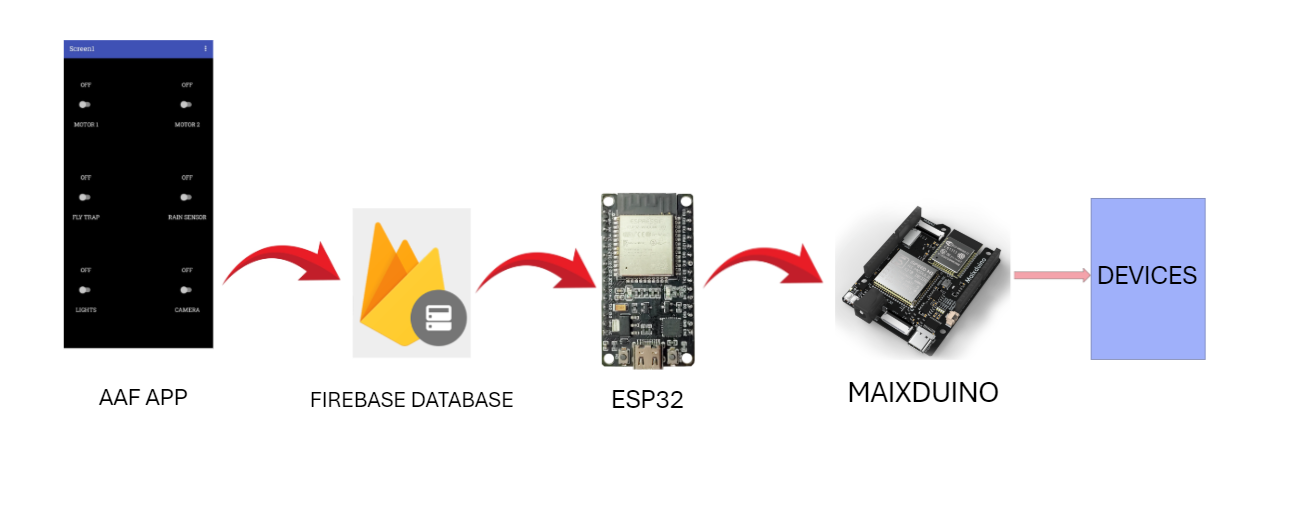 Screen1
OFF
OFF
MOTOR 1
MOTOR 2
OFF
OFF
FLY TRAP
RAIN SENSOR
OFF
OFF
LIGHTS
CAMERA
AAF APP
FIREBASE DATABASE
ESP32
Maixduino
MAIXDUINO
DEVICES